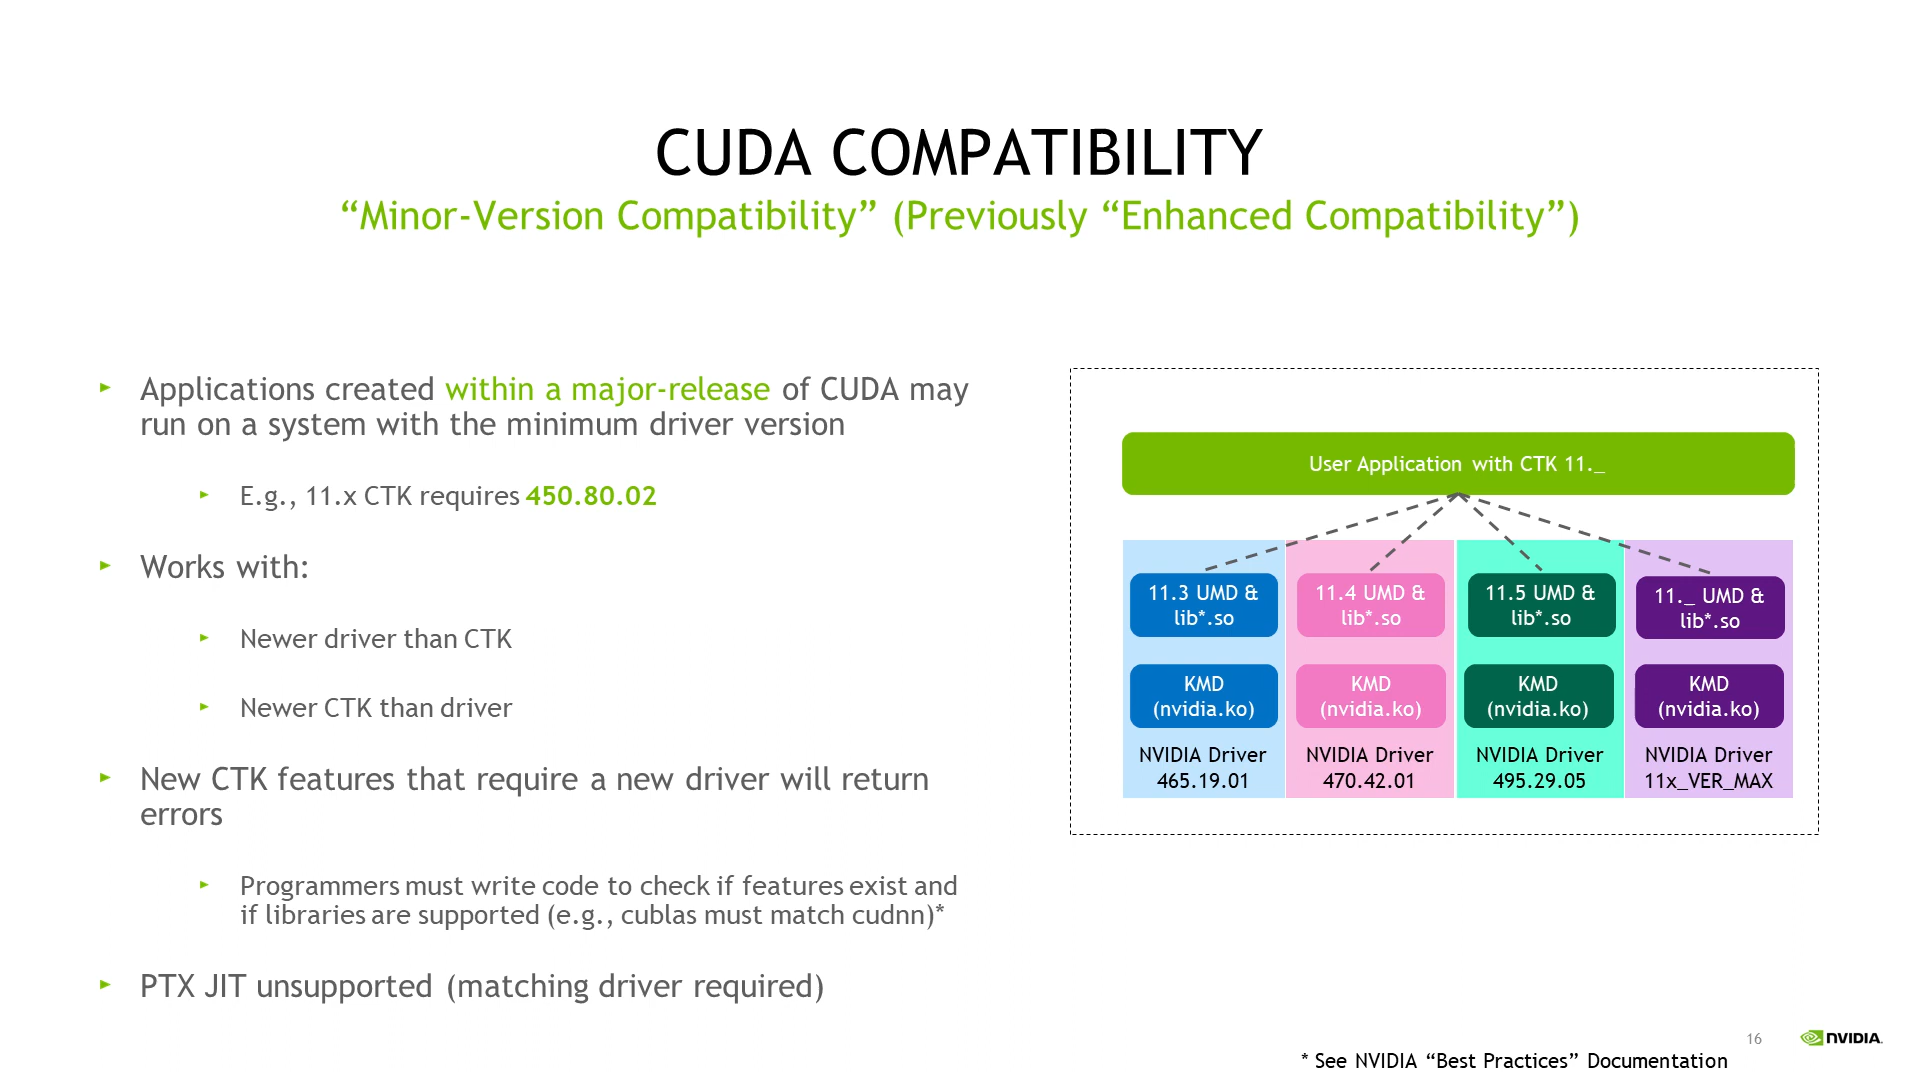 CUDA COMPATIBILITY
“Minor-Version Compatibility” (Previously “Enhanced Compatibility”)
Applications created within a major-release of CUDA may
run on a system with the minimum driver version
E.g., 11.x CTK requires 450.80.02
Works with:
Newer driver than CTK
Newer CTK than driver
New CTK features that require a new driver will return
errors
Programmers must write code to check if features exist and
if libraries are supported (e.g., cublas must match cudnn)*
PTX JIT unsupported (matching driver required)
User Application with CTK 11._
11.3 UMD &
lib*.so
KMD
(nvidia.ko)
NVIDIA Driver
465.19.01
11.4 UMD &
lib*.so
KMD
(nvidia.ko)
NVIDIA Driver
470.42.01
11.5 UMD &
lib*.so
KMD
(nvidia.ko)
NVIDIA Driver
495.29.05
11._ UMD &
lib*.so
KMD
(nvidia.ko)
NVIDIA Driver
11x_VER_MAX
16
NVIDIA.
* See NVIDIA “Best Practices” Documentation